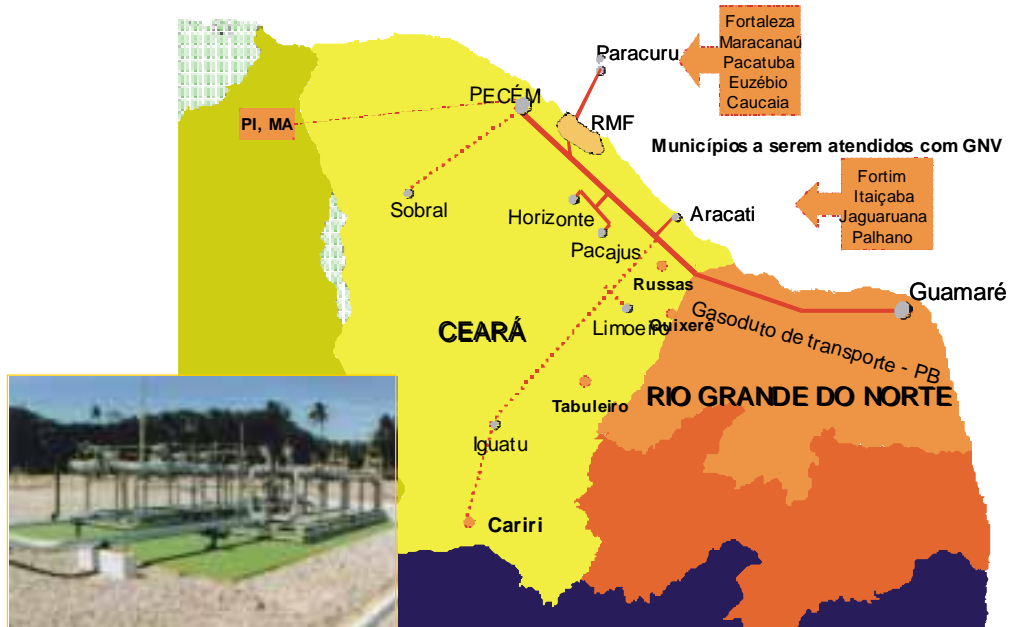 Fortaleza
Maracanaú
Pacatuba
Euzébio
Caucaia
Paracuru
PECÉM
RMF
PI, MA
Municípios a serem atendidos com GNV
Fortim
Itaiçaba
Jaguaruana
Palhano
Sobral
Horizonte
Aracati
Pacajus
Russas
Guamaré
Limoeiro
Quixeré
CEARÁ
Gasoduto de transporte - PB
Tabuleiro
RIO GRANDE DO NORTE
Iguatu
Cariri